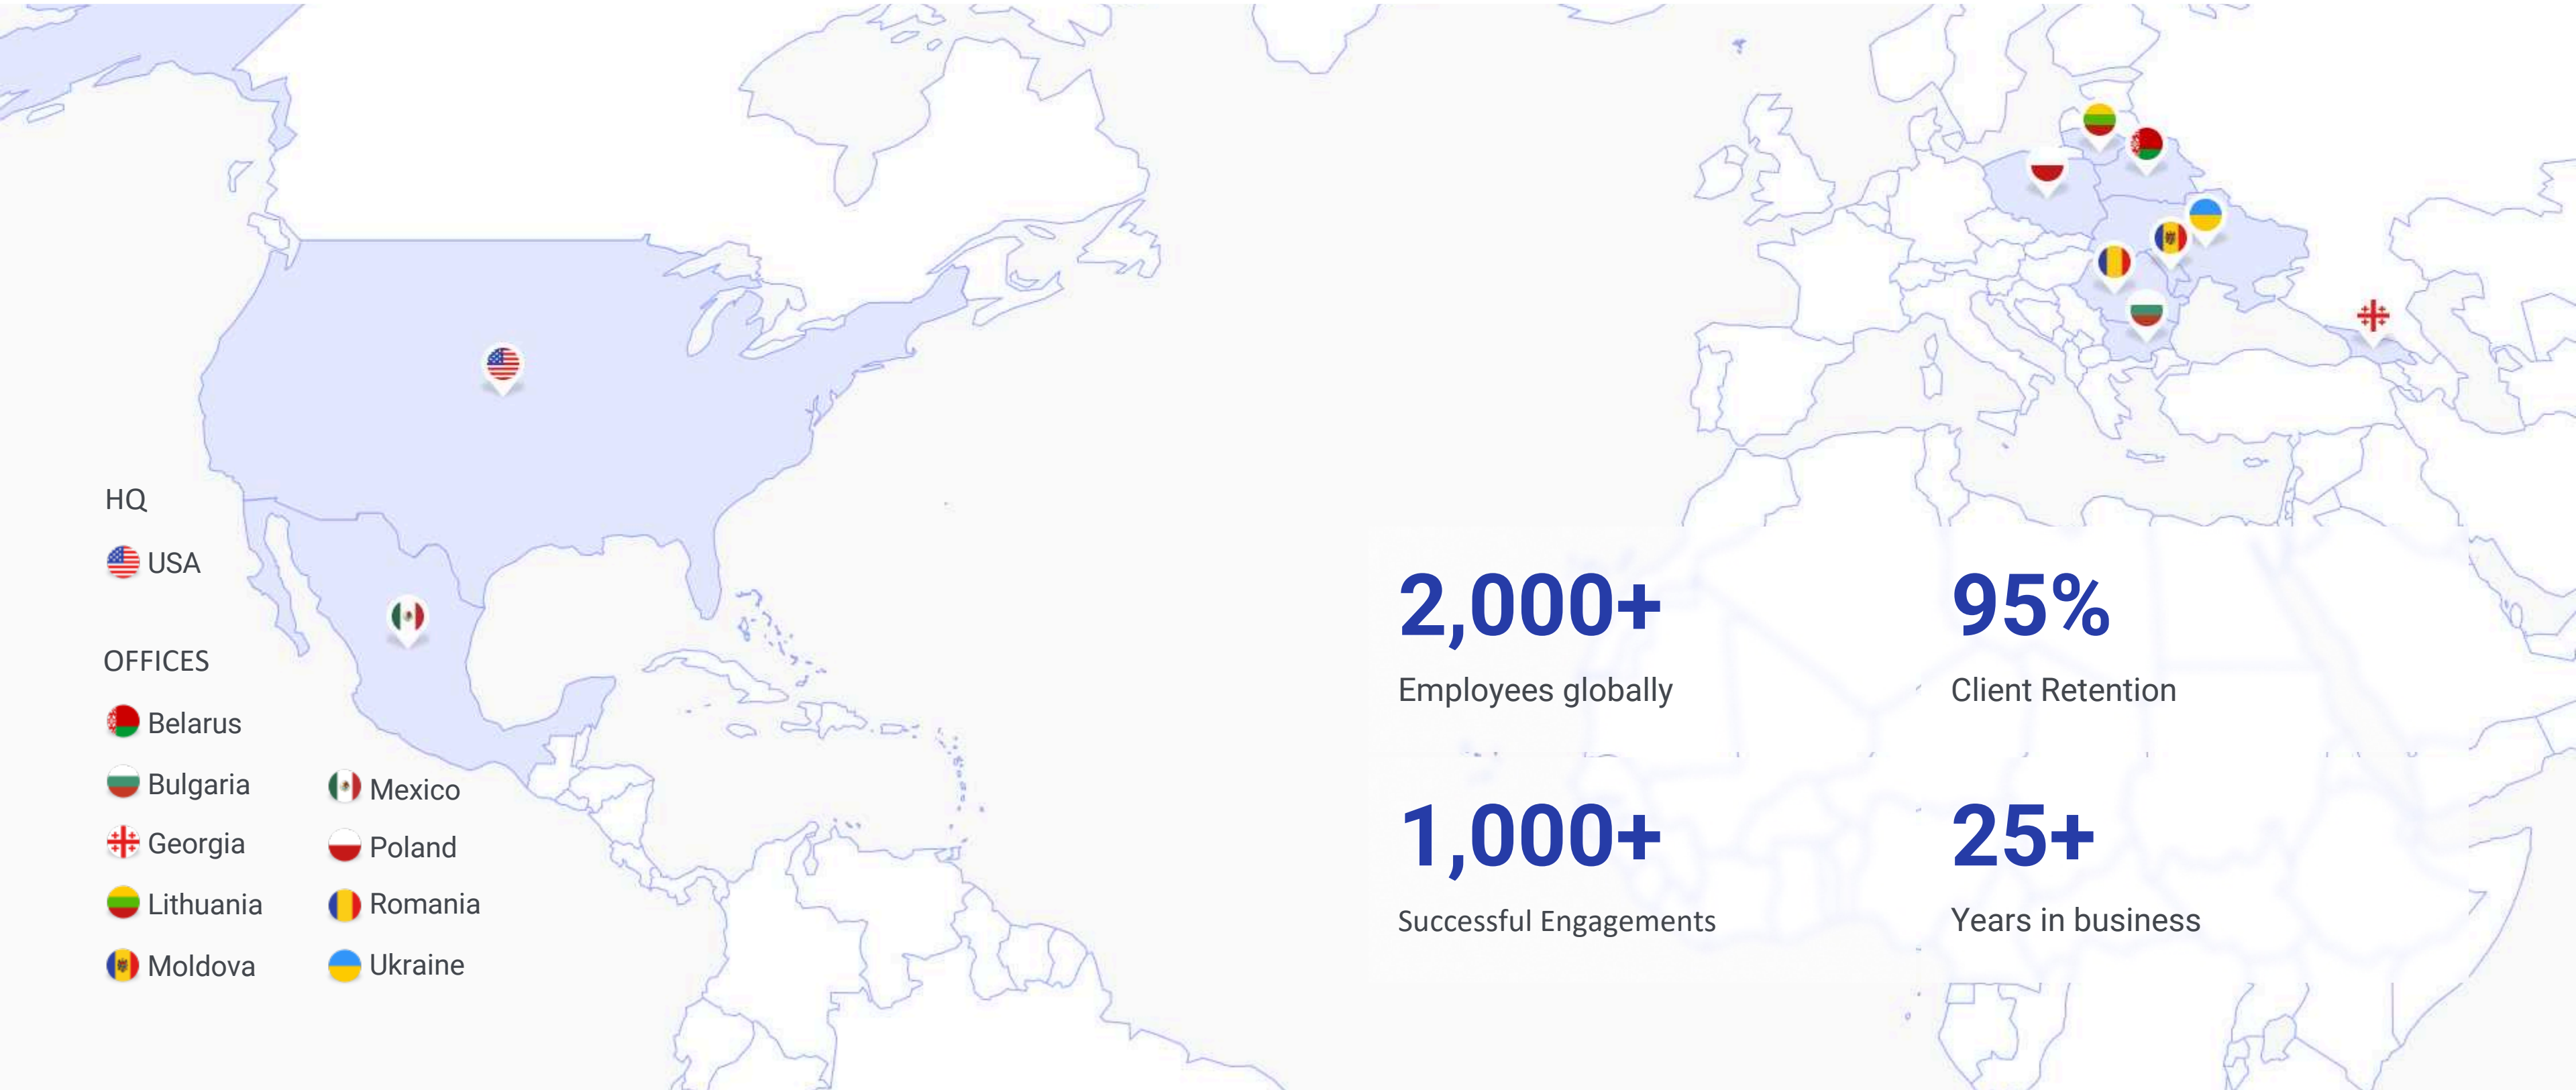 HQ
USA
OFFICES
Belarus
Bulgaria
Georgia
Lithuania
Moldova
Mexico
Poland
Romania
Ukraine
2,000+
Employees globally
95%
Client Retention
1,000+
Successful Engagements
25+
Years in business